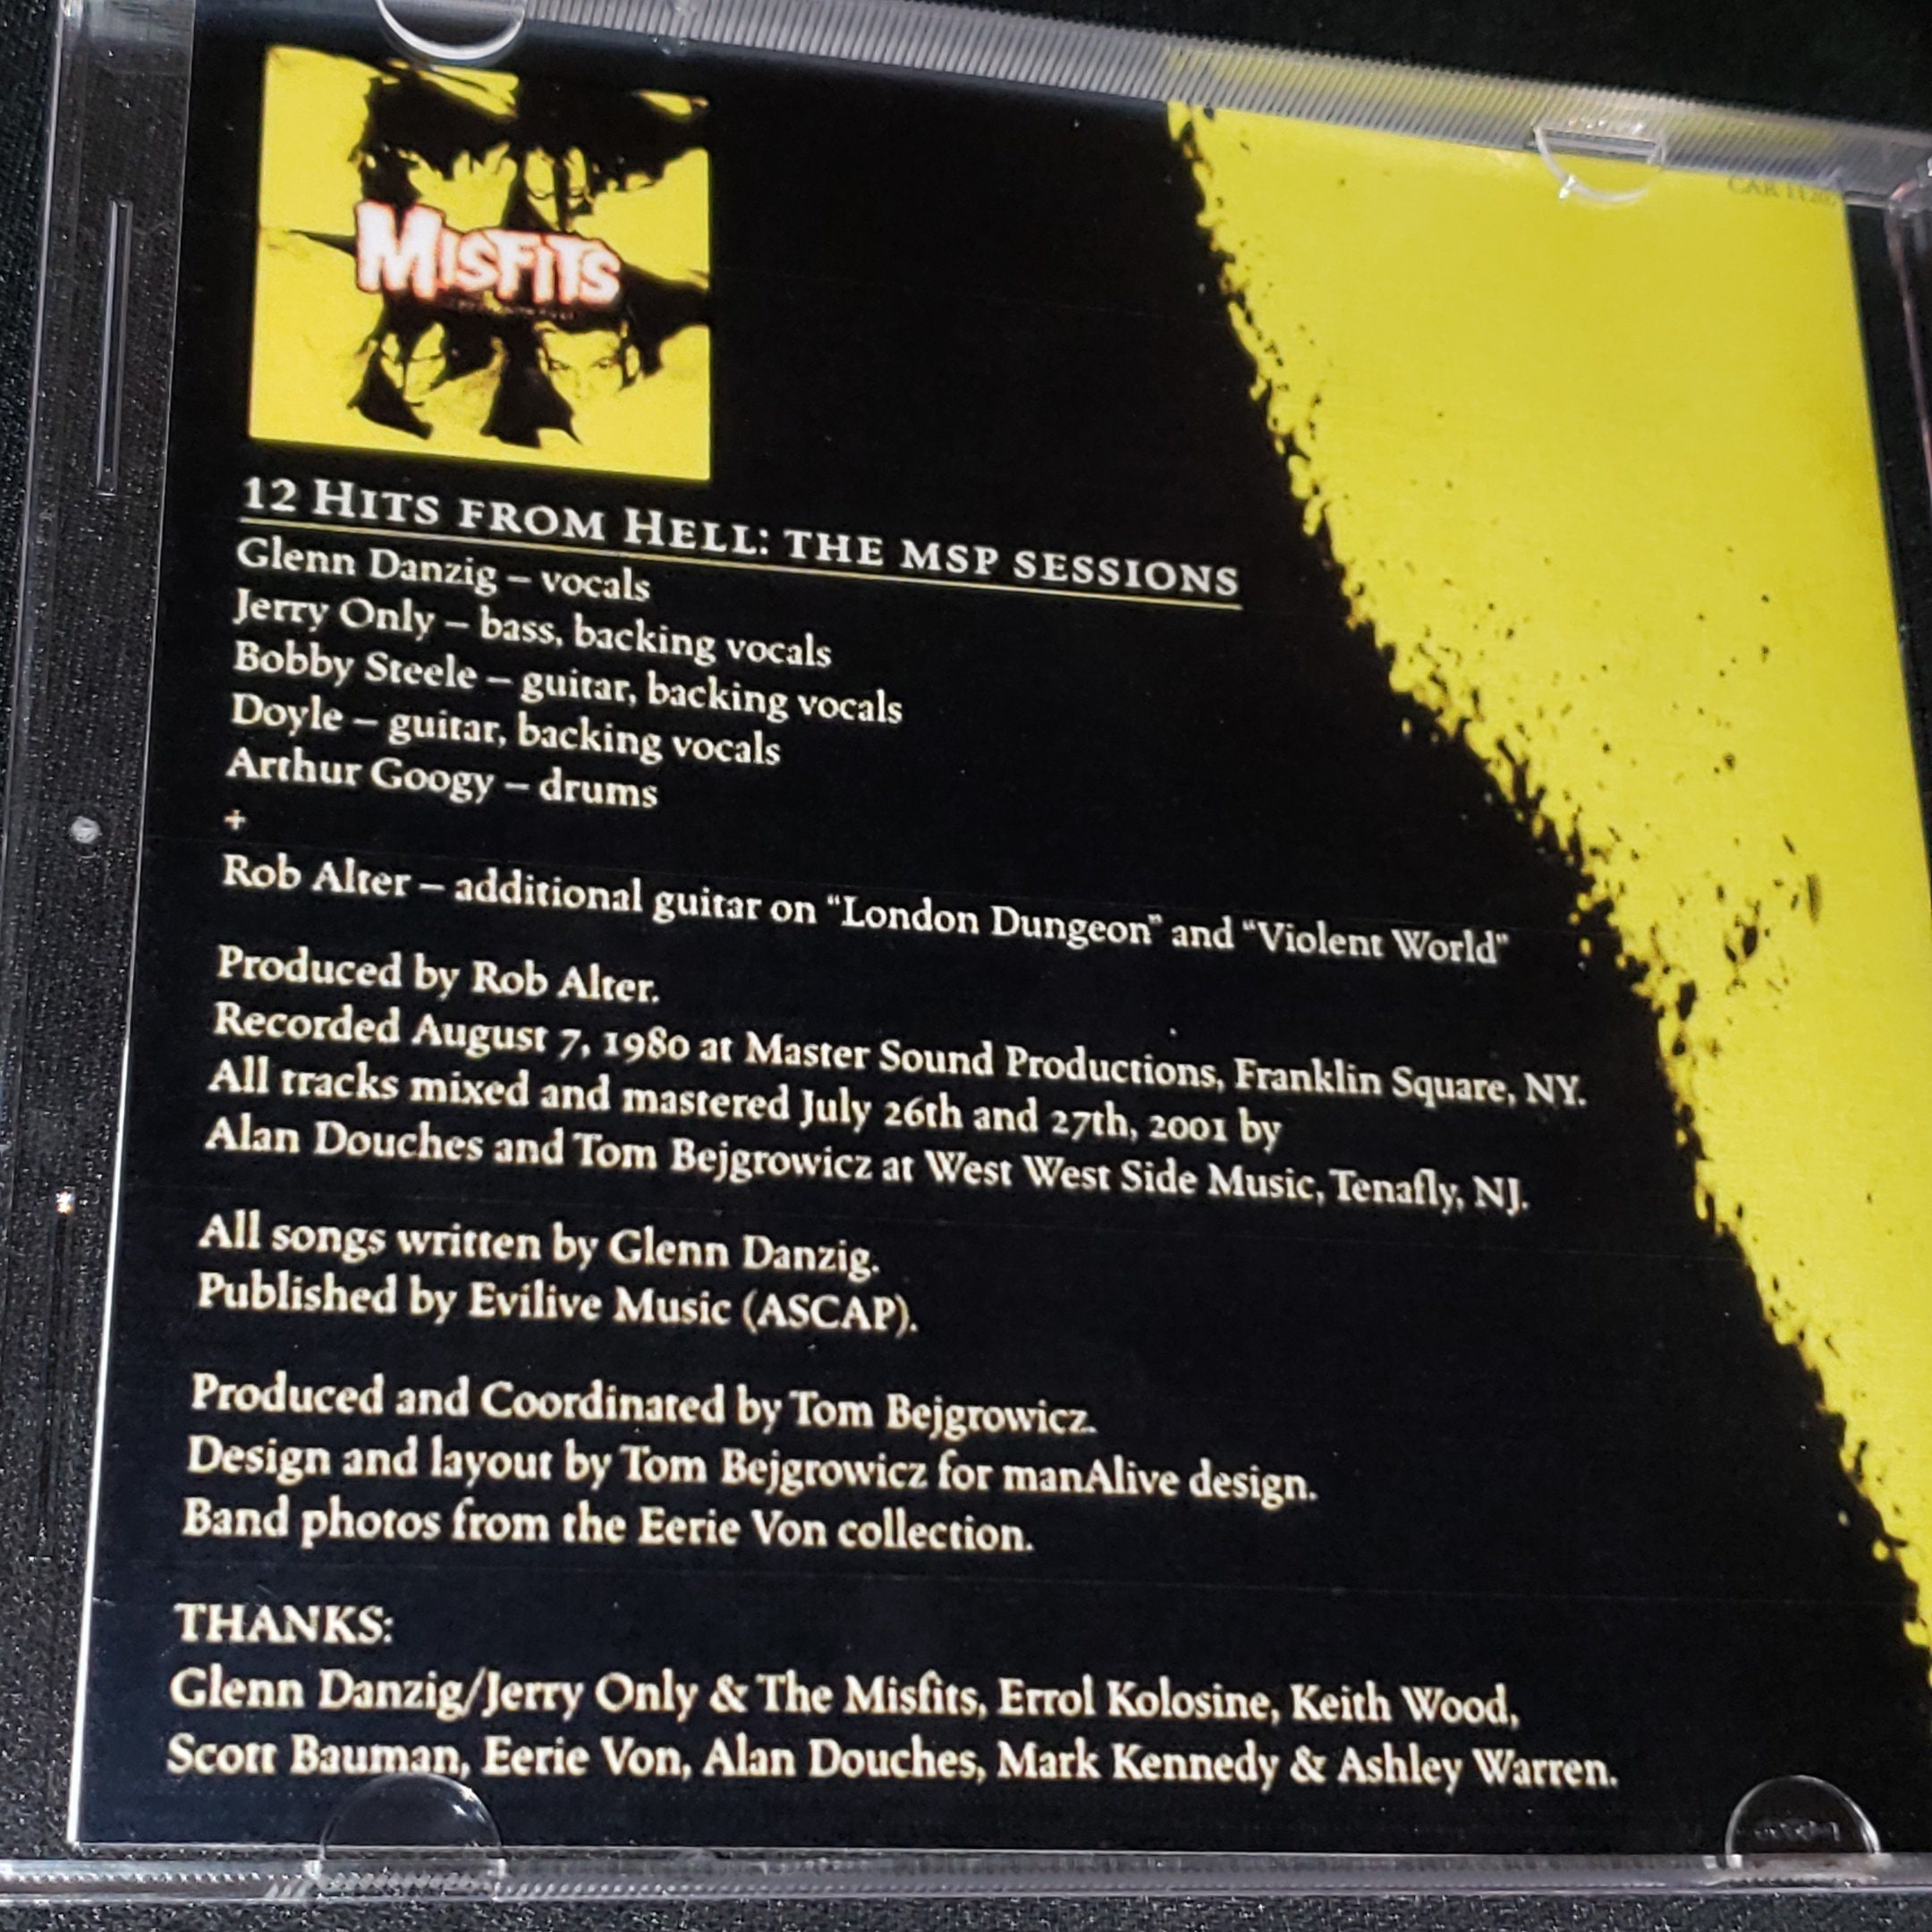 MISFITS
12 HITS FROM HELL: THE MSP SESSIONS
Glenn Danzig – vocals
Jerry Only – bass, backing vocals
Bobby Steele – guitar, backing vocals
Doyle – guitar, backing vocals
Arthur Googy – drums
+
Rob Alter – additional guitar on “London Dungeon” and “Violent World”
Produced by Rob Alter.
Recorded August 7, 1980 at Master Sound Productions, Franklin Square, NY.
All tracks mixed and mastered July 26th and 27th, 2001 by
Alan Douches and Tom Bejgrowicz at West West Side Music, Tenafly, NJ.
All songs written by Glenn Danzig.
Published by Evilive Music (ASCAP).
Produced and Coordinated by Tom Bejgrowicz.
Design and layout by Tom Bejgrowicz for manAlive design.
Band photos from the Eerie Von collection.
THANKS:
Glenn Danzig/Jerry Only & The Misfits, Errol Kolosine, Keith Wood,
Scott Bauman, Eerie Von, Alan Douches, Mark Kennedy & Ashley Warren.